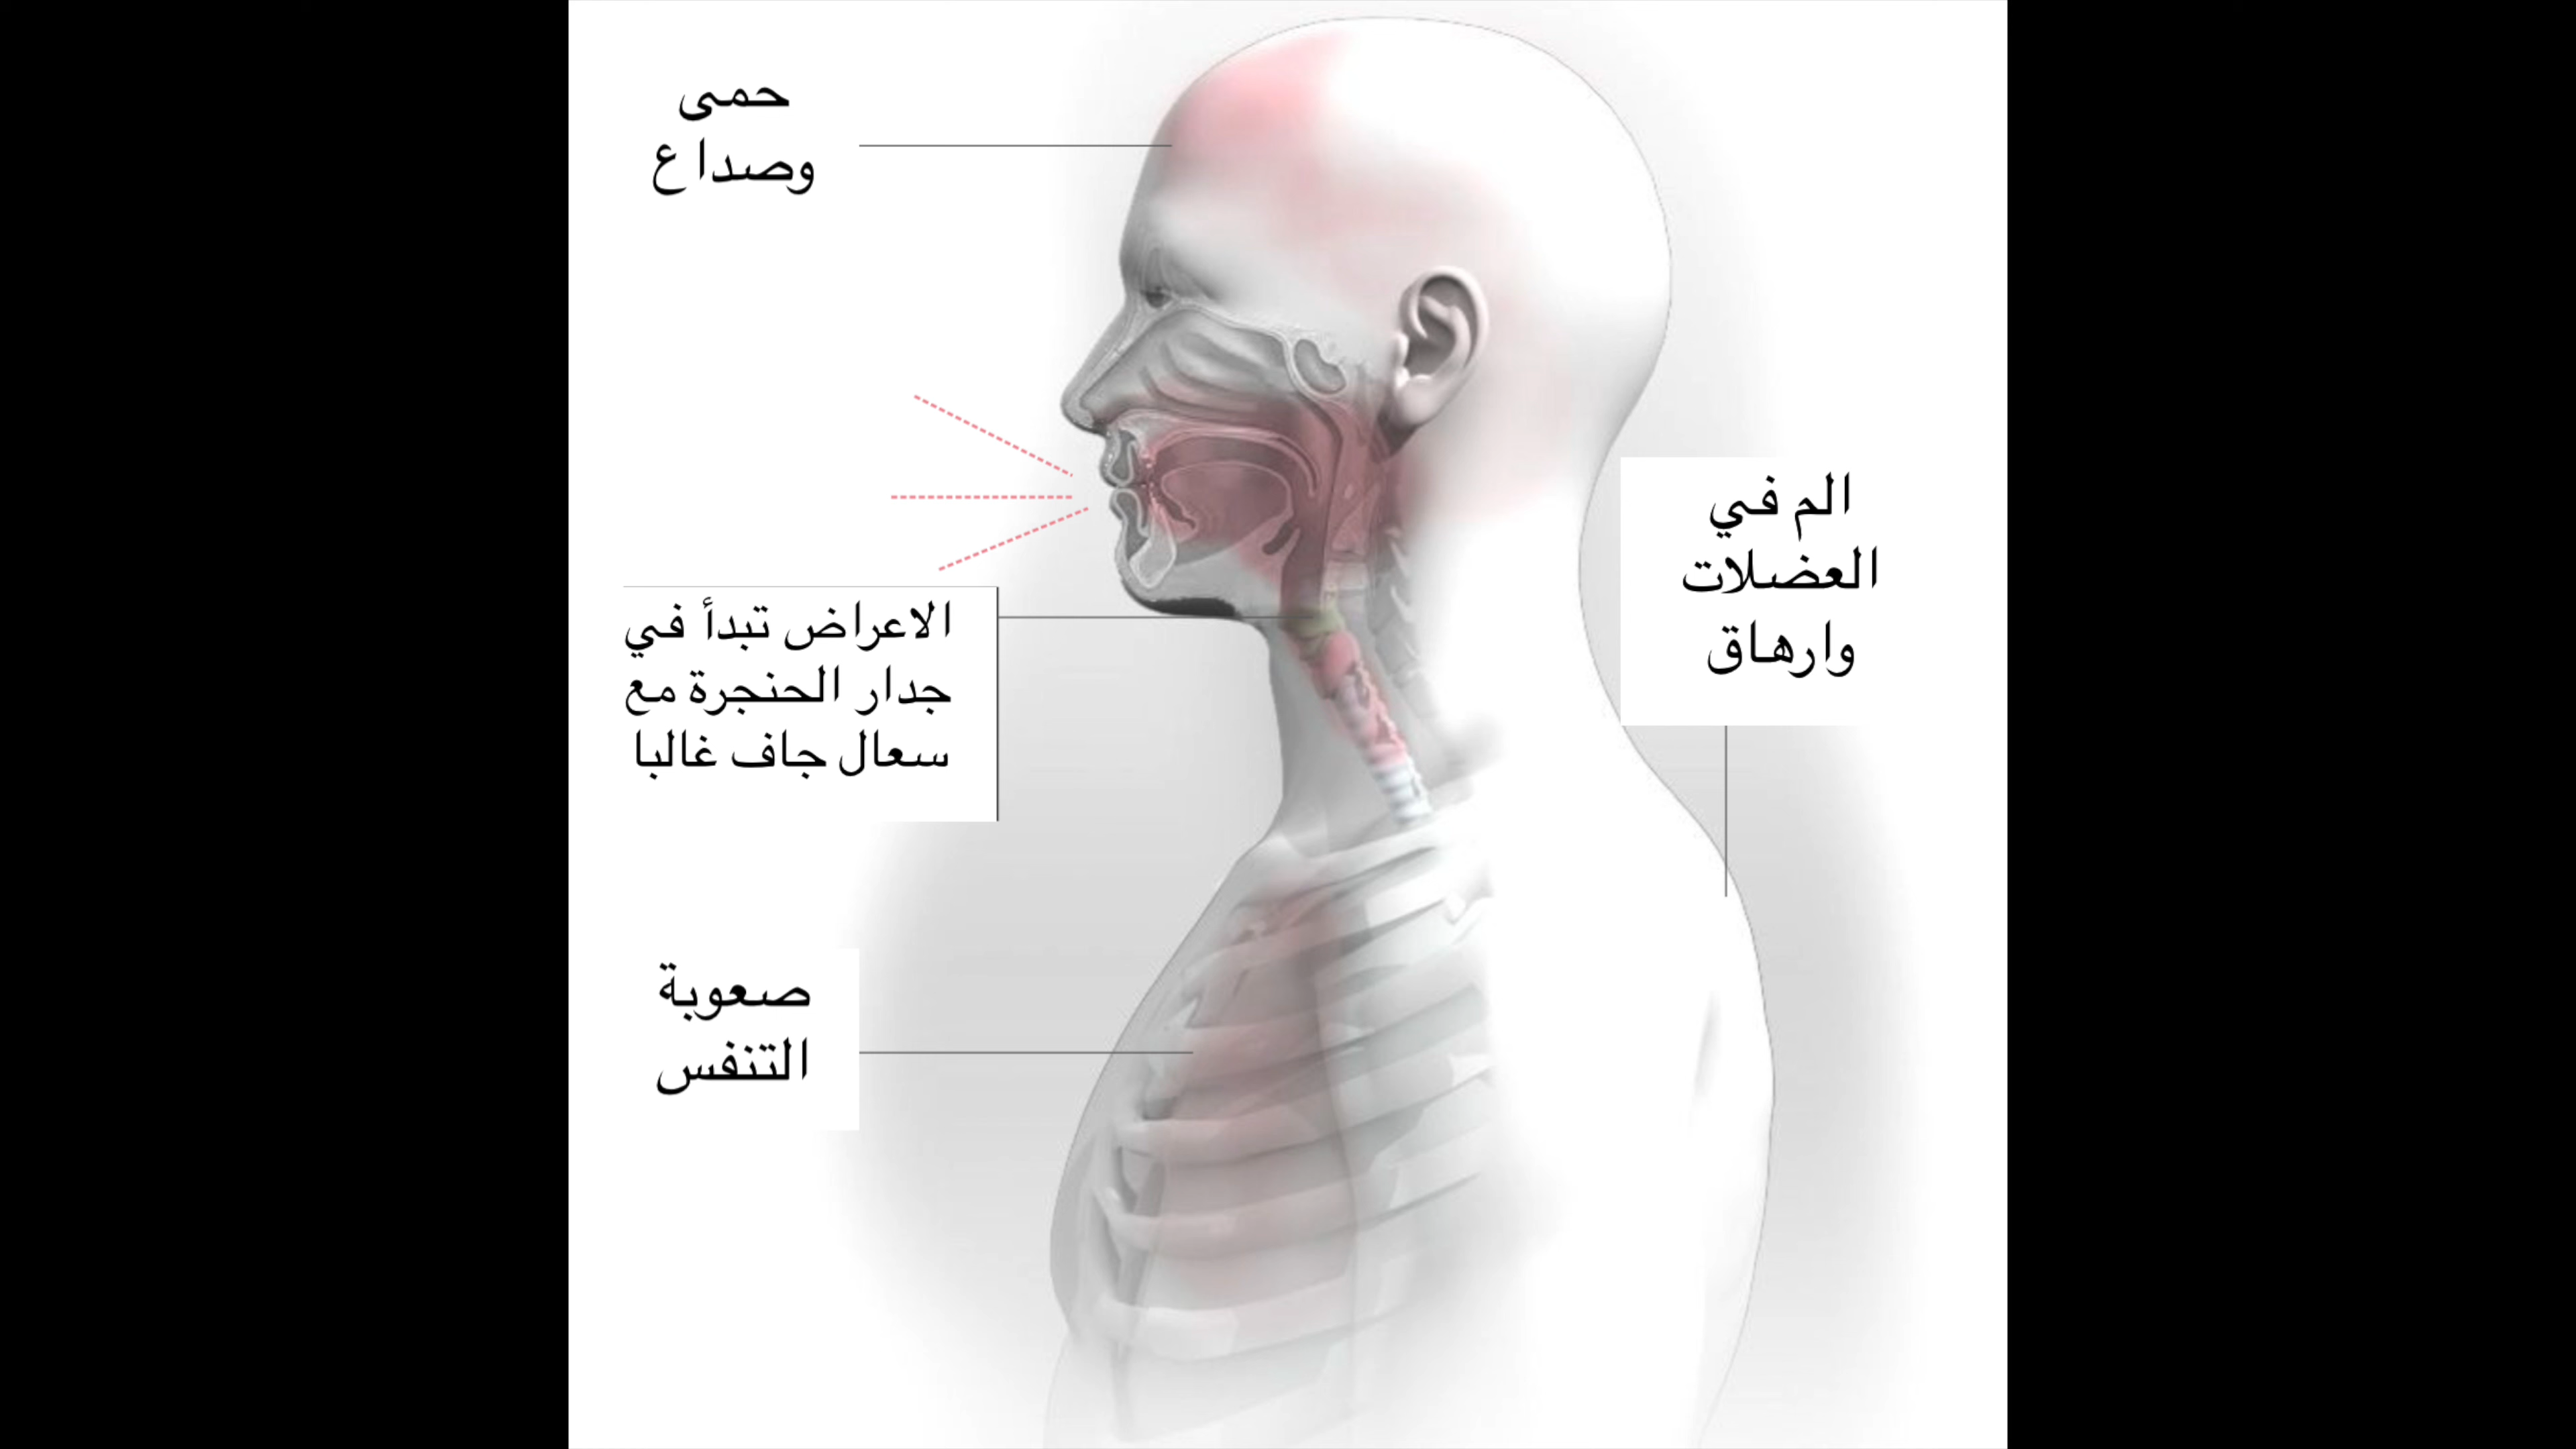 حمى
وصداع
الم في
العضلات
وارهاق
الاعراض تبدأ في
جدار الحنجرة مع
سعال جاف غالبا
صعوبة
التنفس